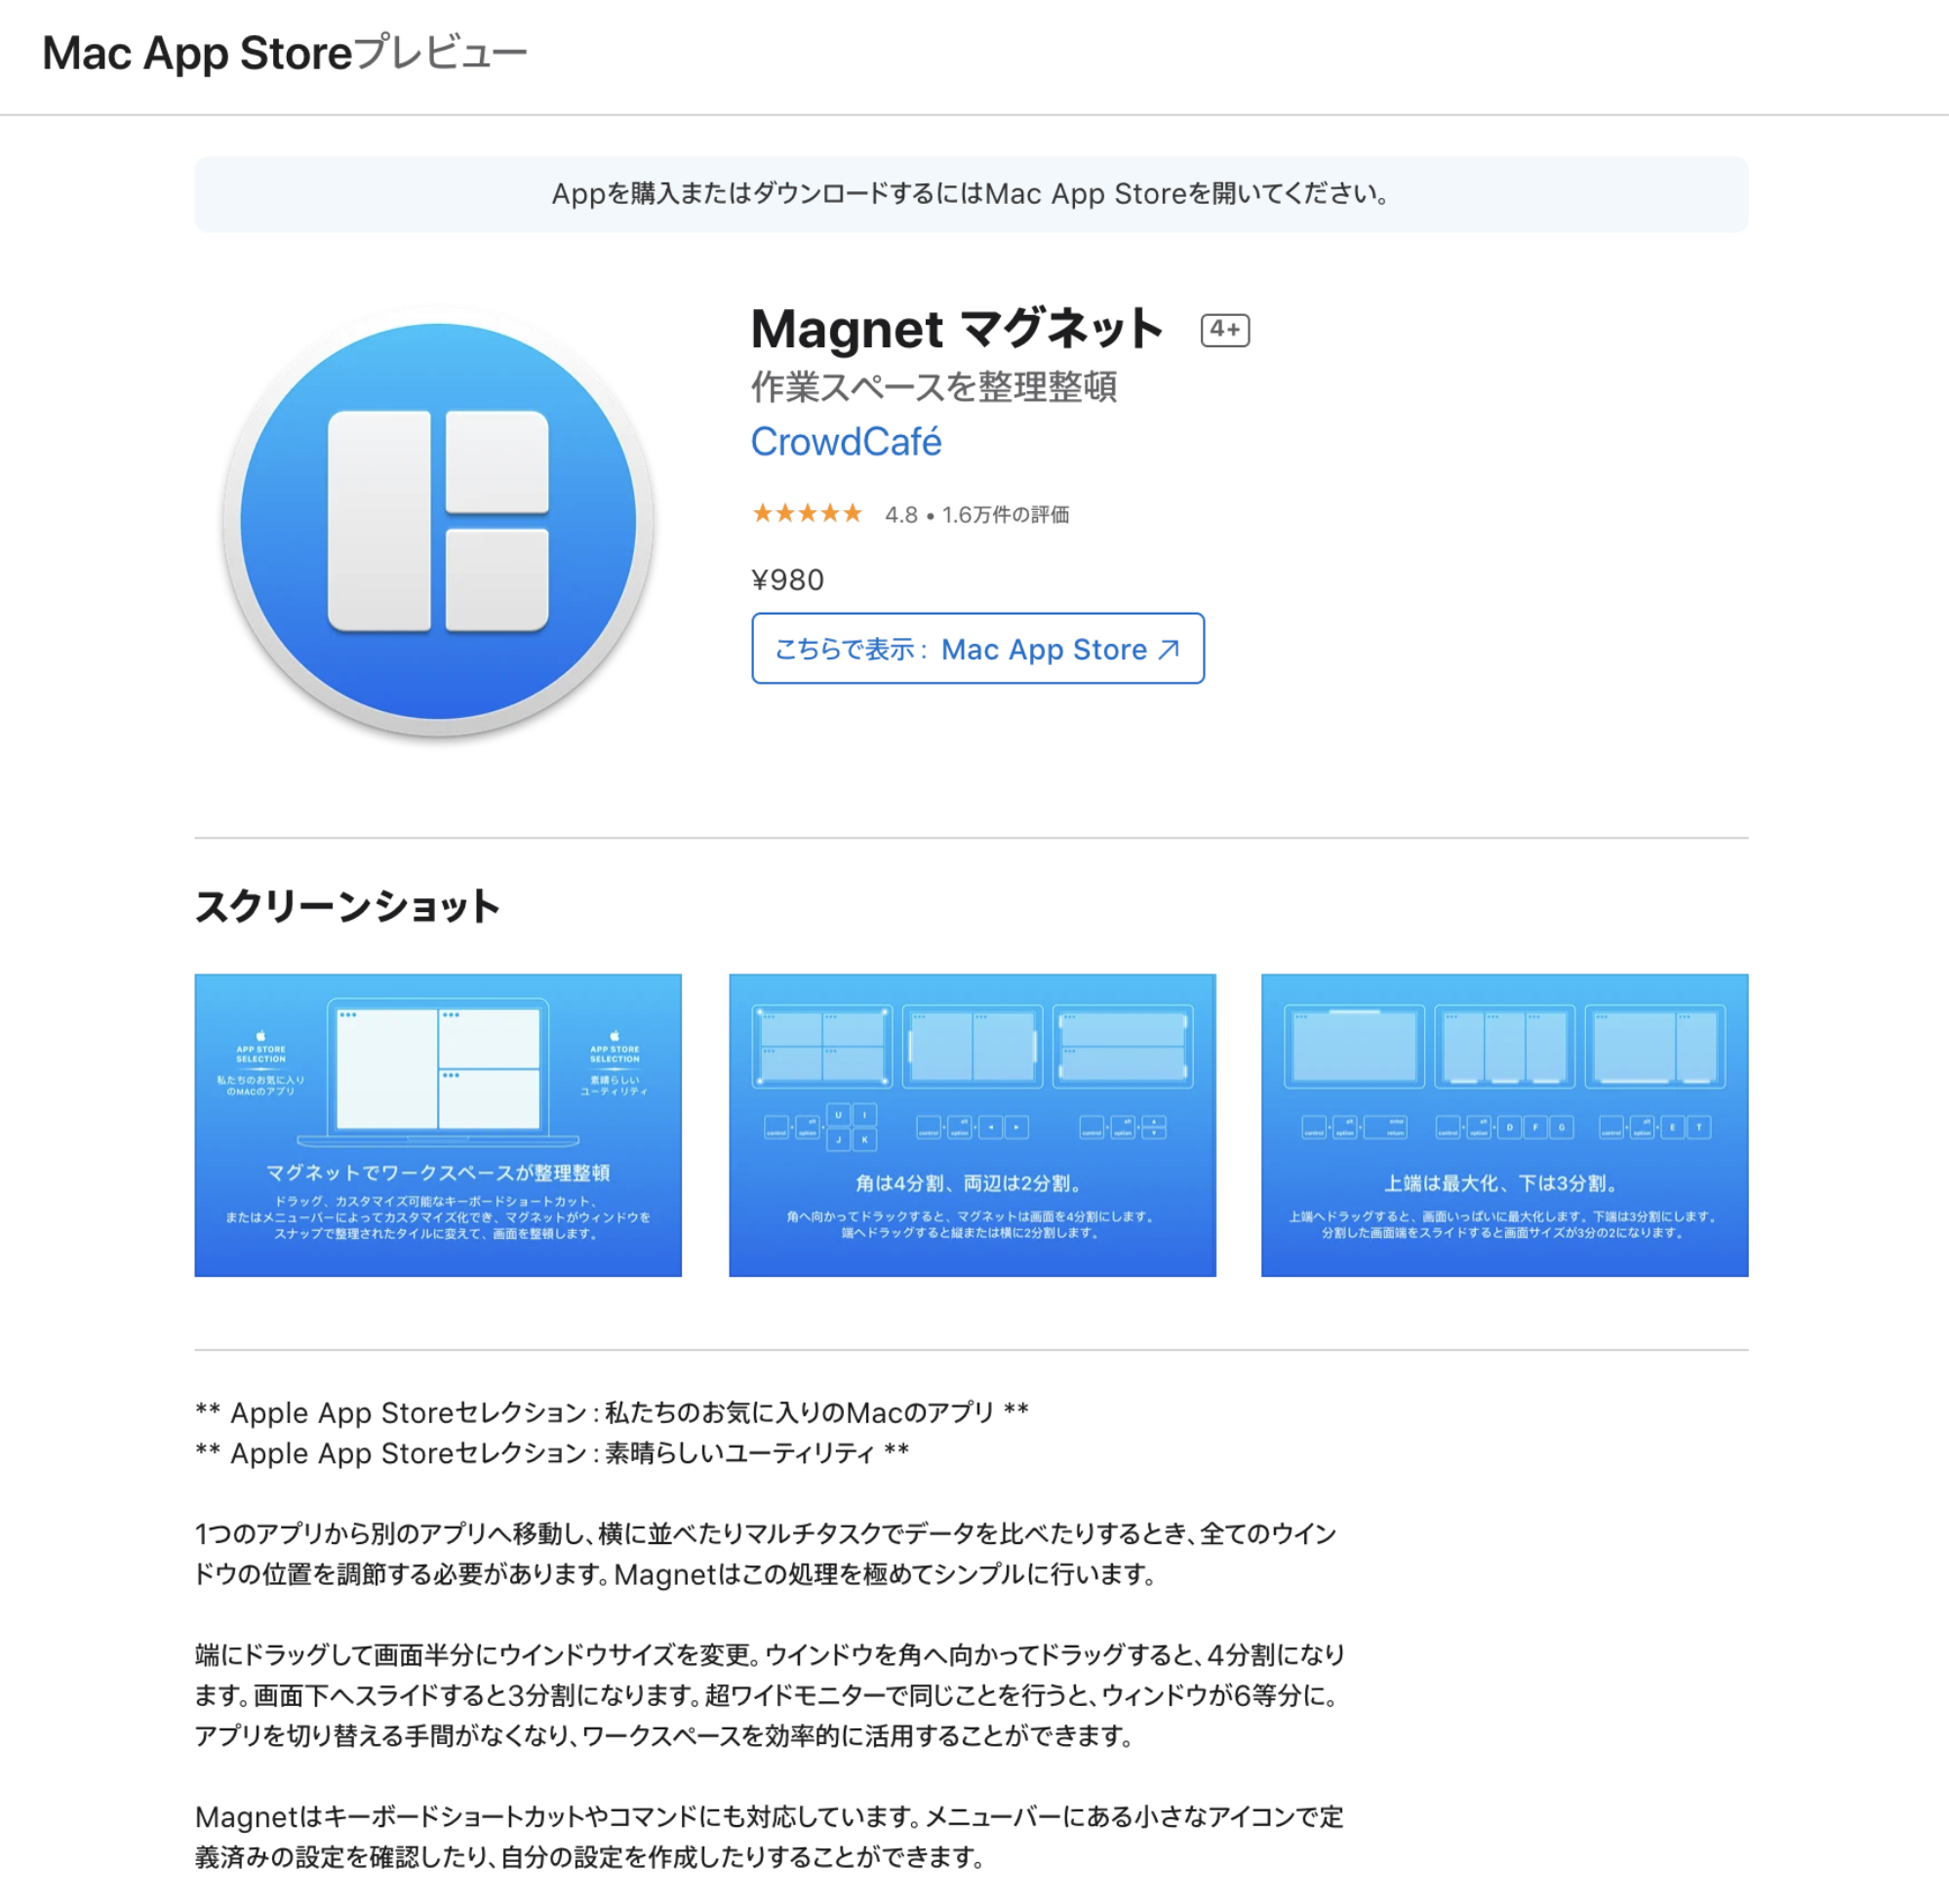 Mac App Storeプレビュー
Appを購入またはダウンロードするにはMac App Storeを開いてください。
Magnet マグネット 4+
作業スペースを整理整頓
CrowdCafé
★★★★★ 4.8 • 1.6万件の評価
¥980
こちらで表示: Mac App Store ↗
スクリーンショット
APP STORE
SELECTION
私たちのお気に入り
のMACのアプリ
APP STORE
SELECTION
素晴らしい
ユーティリティ
マグネットでワークスペースが整理整頓
ドラッグ、カスタマイズ可能なキーボードショートカット、
またはメニューバーによってカスタマイズ化でき、マグネットがウィンドウを
スナップで整理されたタイルに変えて、画面を整頓します。
control + alt option + U I J K
control + alt option + ◄ ►
control + alt option + ▲ ▼
角は4分割、両辺は2分割。
角へ向かってドラックすると、マグネットは画面を4分割にします。
端へドラッグすると縦または横に2分割します。
control + alt option + enter return
control + alt option + D F G
control + alt option + E T
上端は最大化、下は3分割。
上端へドラッグすると、画面いっぱいに最大化します。下端は3分割にします。
分割した画面端をスライドすると画面サイズが3分の2になります。
** Apple App Storeセレクション:私たちのお気に入りのMacのアプリ **
** Apple App Storeセレクション:素晴らしいユーティリティ **
1つのアプリから別のアプリへ移動し、横に並べたりマルチタスクでデータを比べたりするとき、全てのウイン
ドウの位置を調節する必要があります。Magnetはこの処理を極めてシンプルに行います。
端にドラッグして画面半分にウインドウサイズを変更。ウインドウを角へ向かってドラッグすると、4分割になり
ます。画面下へスライドすると3分割になります。超ワイドモニターで同じことを行うと、ウィンドウが6等分に。
アプリを切り替える手間がなくなり、ワークスペースを効率的に活用することができます。
Magnetはキーボードショートカットやコマンドにも対応しています。メニューバーにある小さなアイコンで定
義済みの設定を確認したり、自分の設定を作成したりすることができます。